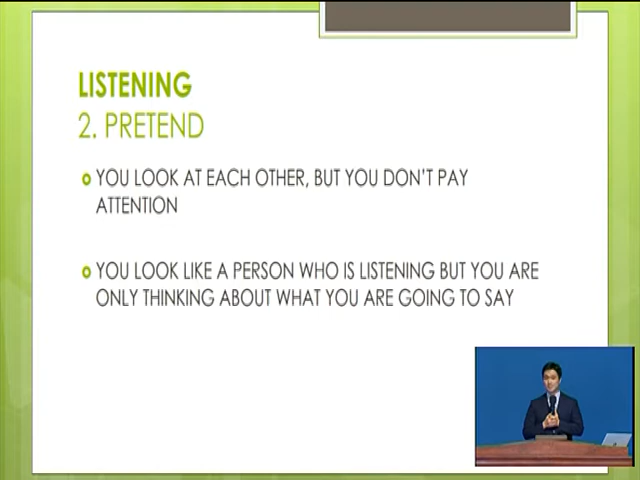 LISTENING
2. PRETEND
YOU LOOK AT EACH OTHER, BUT YOU DON'T PAY
ATTENTION
YOU LOOK LIKE A PERSON WHO IS LISTENING BUT YOU ARE
ONLY THINKING ABOUT WHAT YOU ARE GOING TO SAY